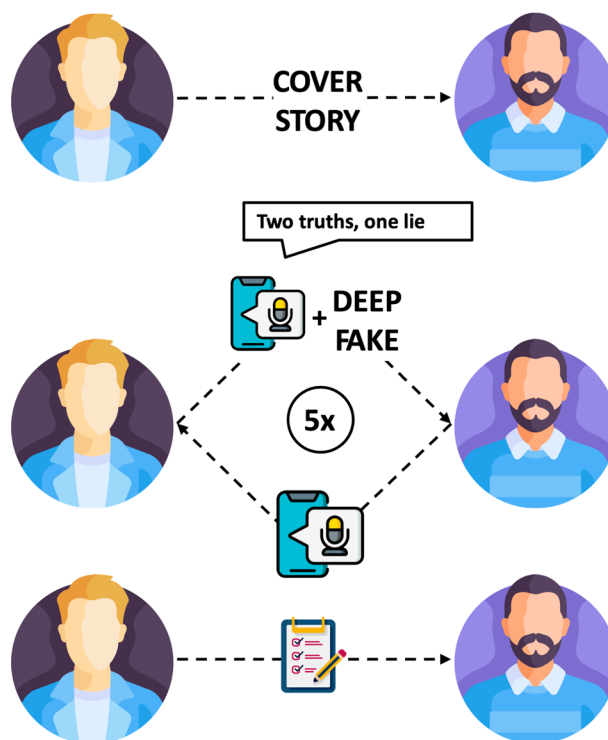 COVER
STORY
Two truths, one lie
+ DEEP
FAKE
5x